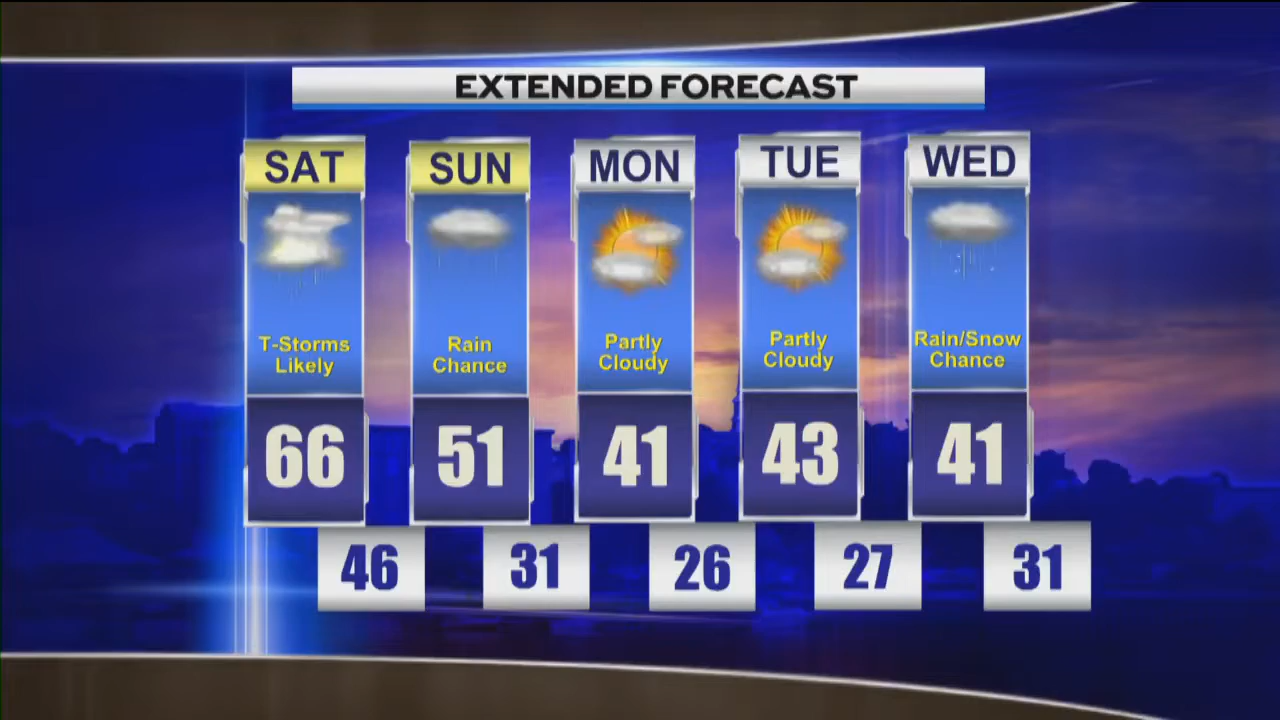 EXTENDED FORECAST
SAT SUN MON TUE WED
T-Storms Likely
Rain Chance
Partly Cloudy
Partly Cloudy
Rain/Snow Chance
66 51 41 43 41
46 31 26 27 31